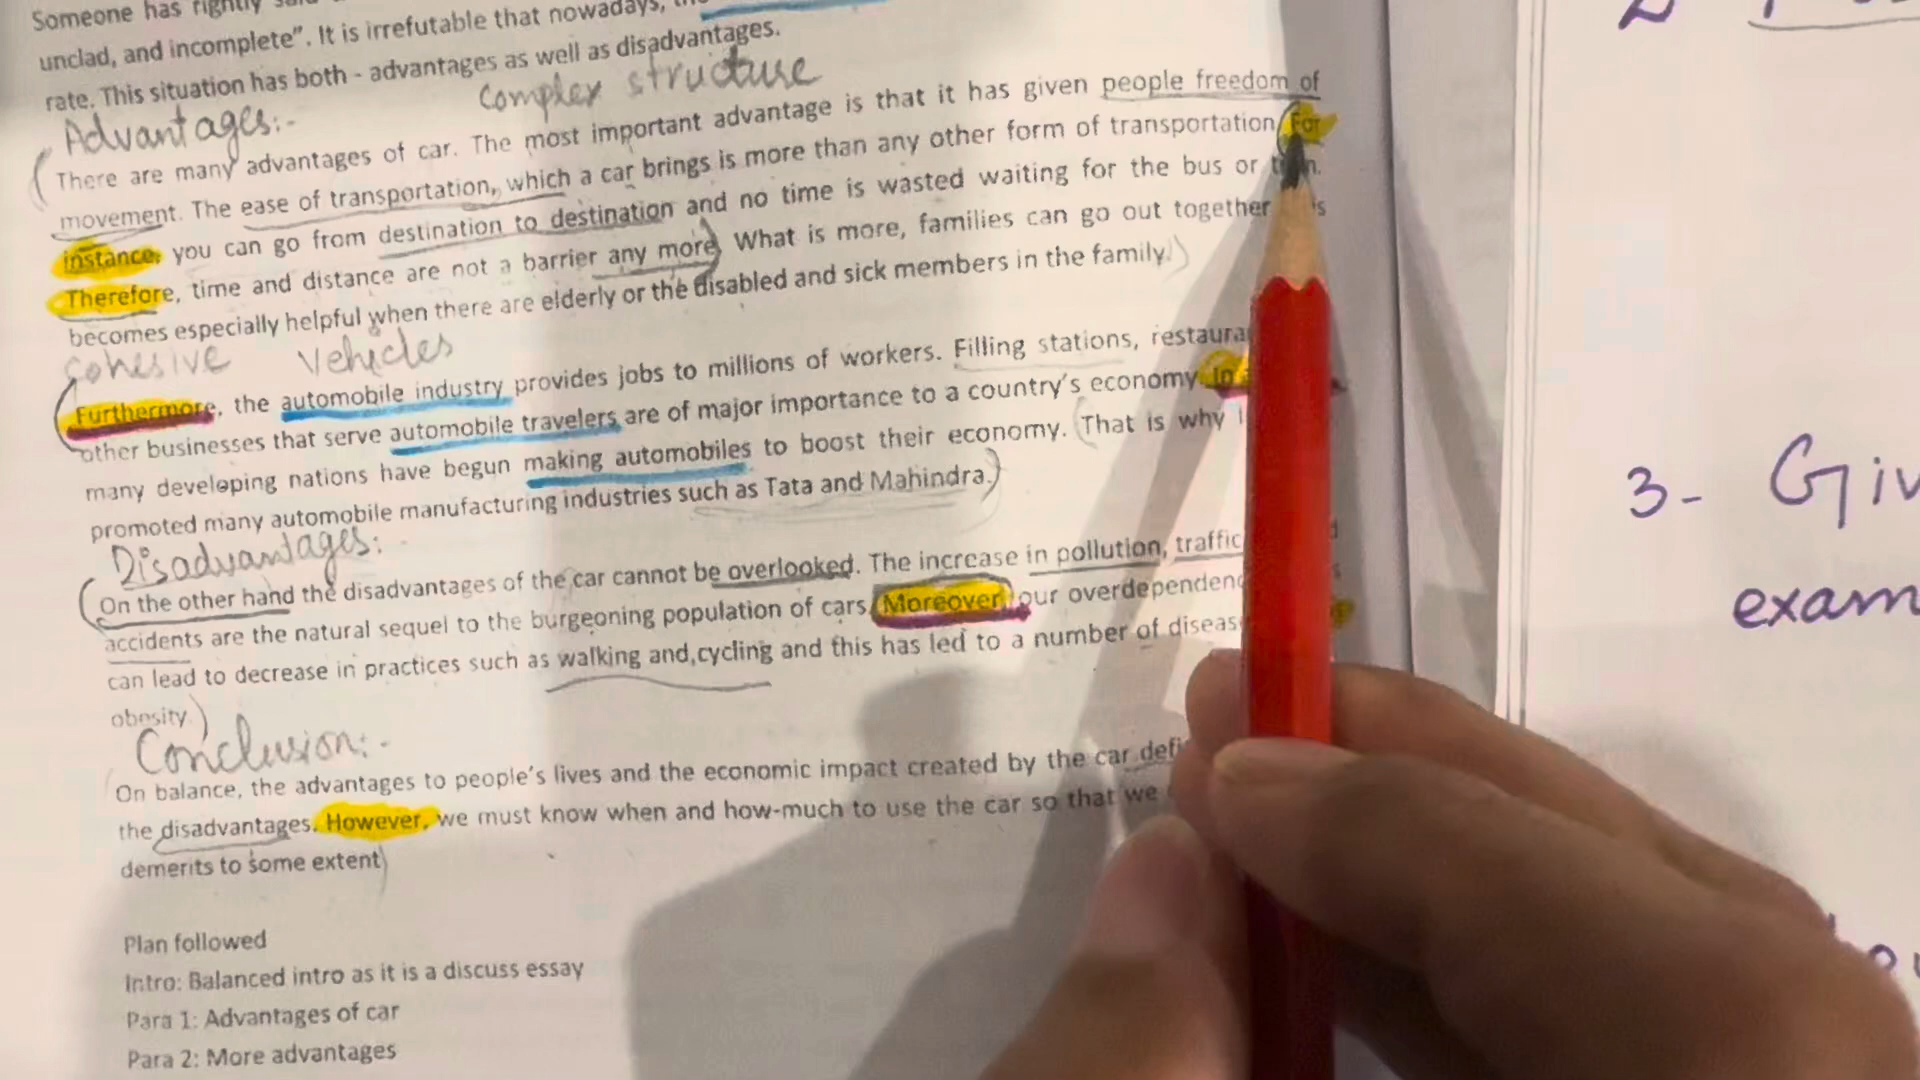 Someone has rightly
unclad, and incomplete”. It is irrefutable that nowadays,
rate. This situation has both - advantages as well as disadvantages.
Complex structure
Advantages:-
There are many advantages of car. The most important advantage is that it has given people freedom of
movement. The ease of transportation, which a car brings is more than any other form of transportation For
instance, you can go from destination to destination and no time is wasted waiting for the bus or
Therefore, time and distance are not a barrier any more What is more, families can go out together
becomes especially helpful when there are elderly or the disabled and sick members in the family.
Cohesive Vehicles
Furthermore, the automobile industry provides jobs to millions of workers. Filling stations,
other businesses that serve automobile travelers are of major importance to a country’s economy In
many developing nations have begun making automobiles to boost their economy. (That is why
promoted many automobile manufacturing industries such as Tata and Mahindra.)
Disadvantages:
On the other hand the disadvantages of the car cannot be overlooked. The increase in pollution, traffic
accidents are the natural sequel to the burgeoning population of cars. Moreover, our
can lead to decrease in practices such as walking and cycling and this has led to a number of
obesity.)
Conclusion:-
On balance, the advantages to people’s lives and the economic impact created by the car
the disadvantages. However, we must know when and how-much to use the car so that we
demerits to some extent)
Plan followed
Intro: Balanced intro as it is a discuss essay
Para 1: Advantages of car
Para 2: More advantages
3-